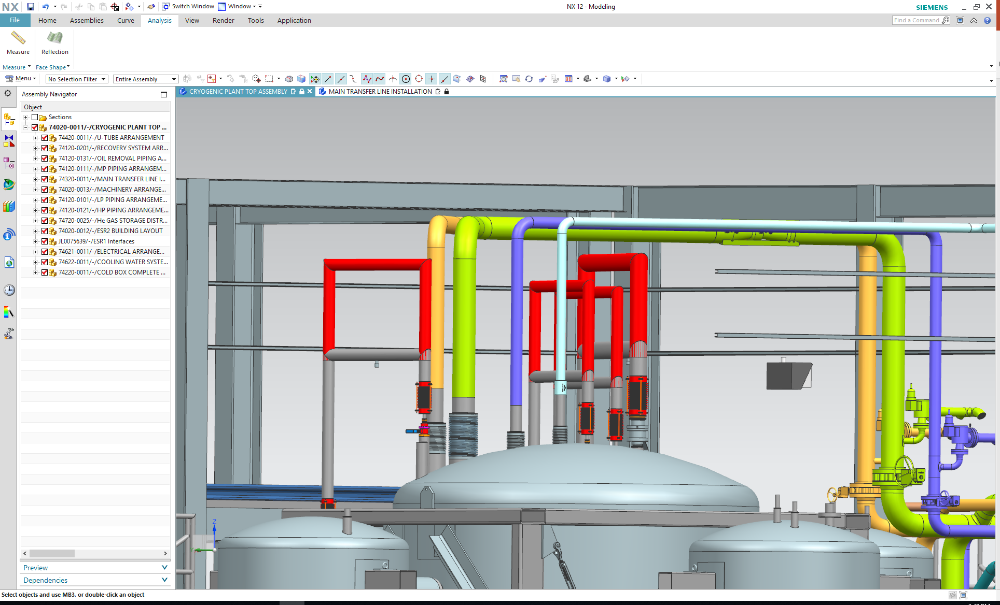 NX
Switch Window
Window
NX 12 - Modeling
SIEMENS
File
Home
Assemblies
Curve
Analysis
View
Render
Tools
Application
Find a Command
Measure
Reflection
Measure
Face Shape
Menu
No Selection Filter
Entire Assembly
Assembly Navigator
CRYOGENIC PLANT TOP ASSEMBLY
MAIN TRANSFER LINE INSTALLATION
Object
Sections
74020-0011/-/CRYOGENIC PLANT TOP ...
74420-0011/-/U-TUBE ARRANGEMENT
74120-0201/-/RECOVERY SYSTEM ARR...
74120-0131/-/OIL REMOVAL PIPING A...
74120-0111/-/MP PIPING ARRANGEM...
74320-0011/-/MAIN TRANSFER LINE I...
74020-0013/-/MACHINERY ARRANGE...
74120-0101/-/LP PIPING ARRANGEME...
74120-0121/-/HP PIPING ARRANGEME...
74720-0025/-/He GAS STORAGE DISTR...
74020-0012/-/ESR2 BUILDING LAYOUT
JL0075639/-/ESR1 Interfaces
74621-0011/-/ELECTRICAL ARRANGE...
74622-0011/-/COOLING WATER SYSTE...
74220-0011/-/COLD BOX COMPLETE ...
Z
Preview
Dependencies
Select objects and use MB3, or double-click an object